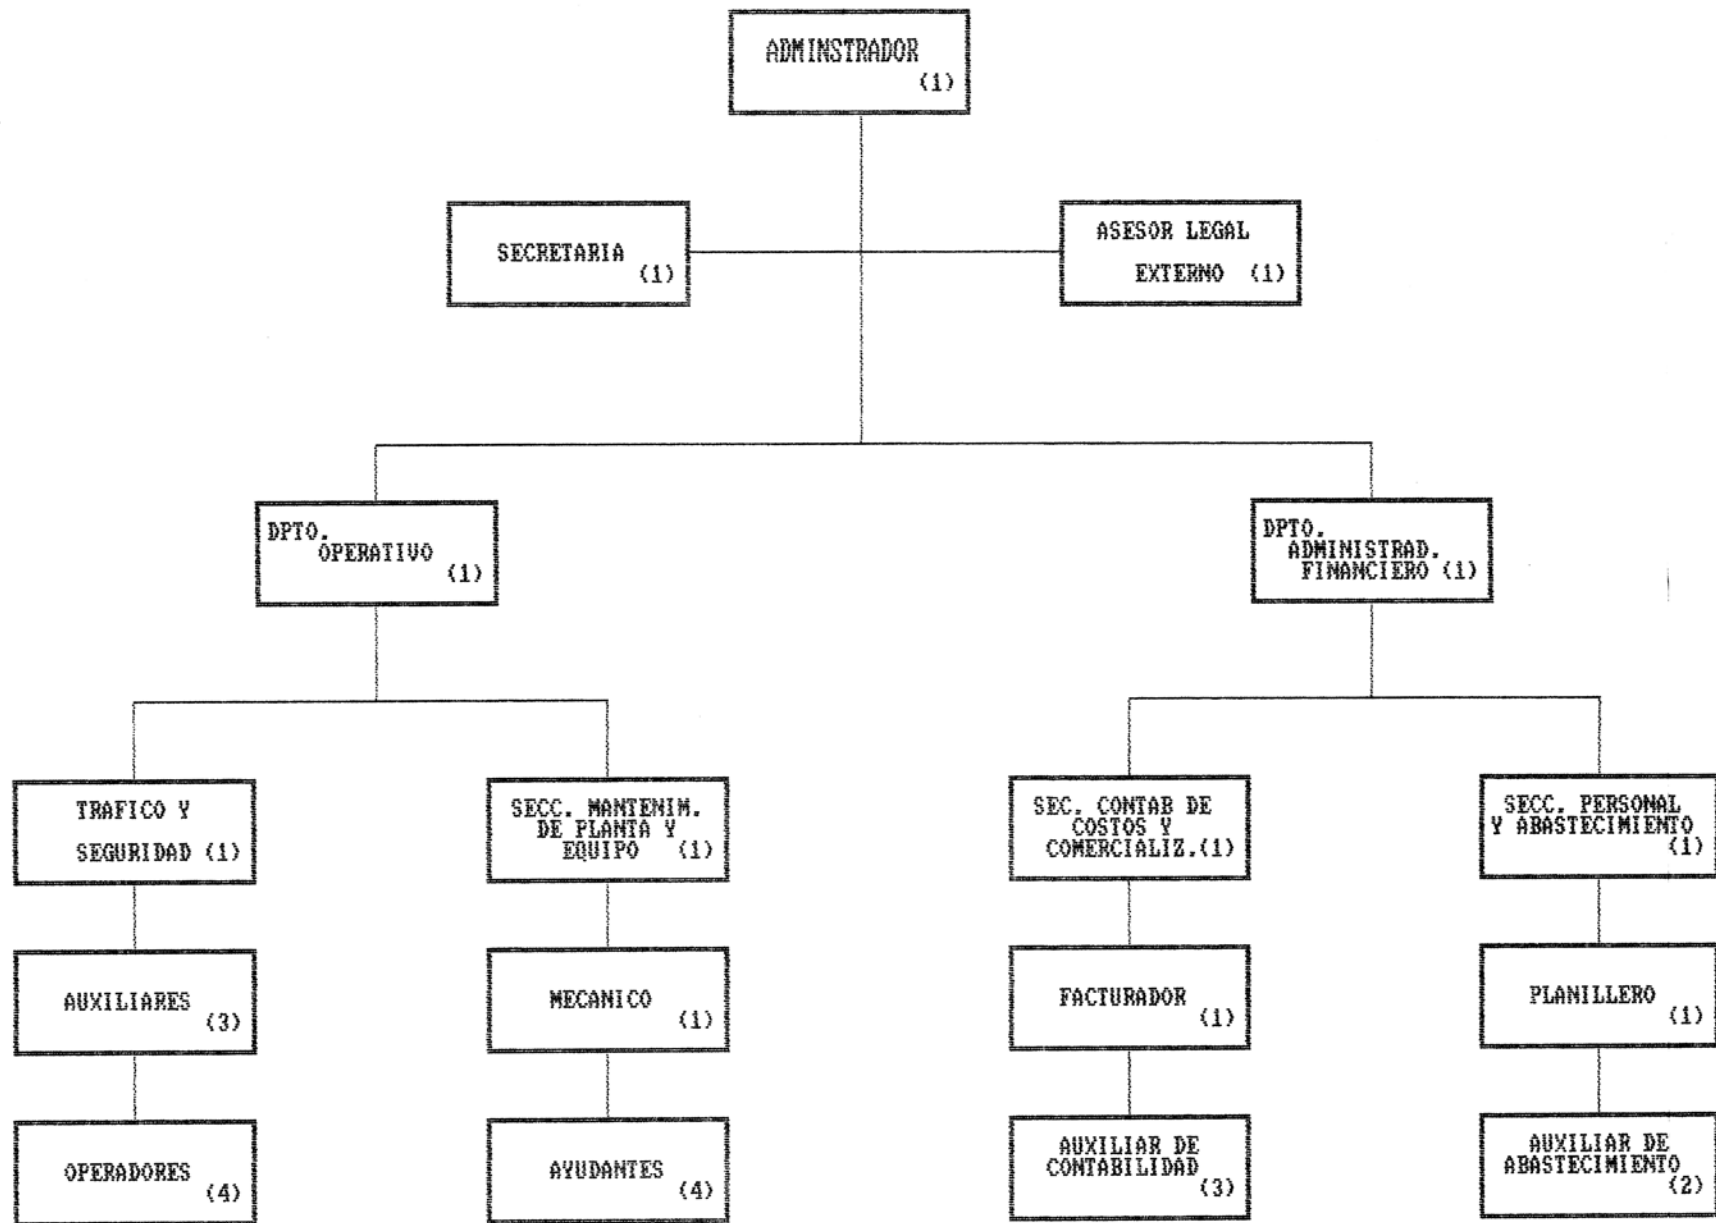 ADMINSTRADOR
(1)
SECRETARIA
(1)
ASESOR LEGAL
EXTERNO (1)
DPTO.
OPERATIVO
(1)
DPTO.
ADMINISTRAD.
FINANCIERO (1)
TRAFICO Y
SEGURIDAD (1)
SECC. MANTENIM.
DE PLANTA Y
EQUIPO (1)
SEC. CONTAB DE
COSTOS Y
COMERCIALIZ.(1)
SECC. PERSONAL
Y ABASTECIMIENTO
(1)
AUXILIARES
(3)
MECANICO
(1)
FACTURADOR
(1)
PLANILLERO
(1)
OPERADORES
(4)
AYUDANTES
(4)
AUXILIAR DE
CONTABILIDAD
(3)
AUXILIAR DE
ABASTECIMIENTO
(2)